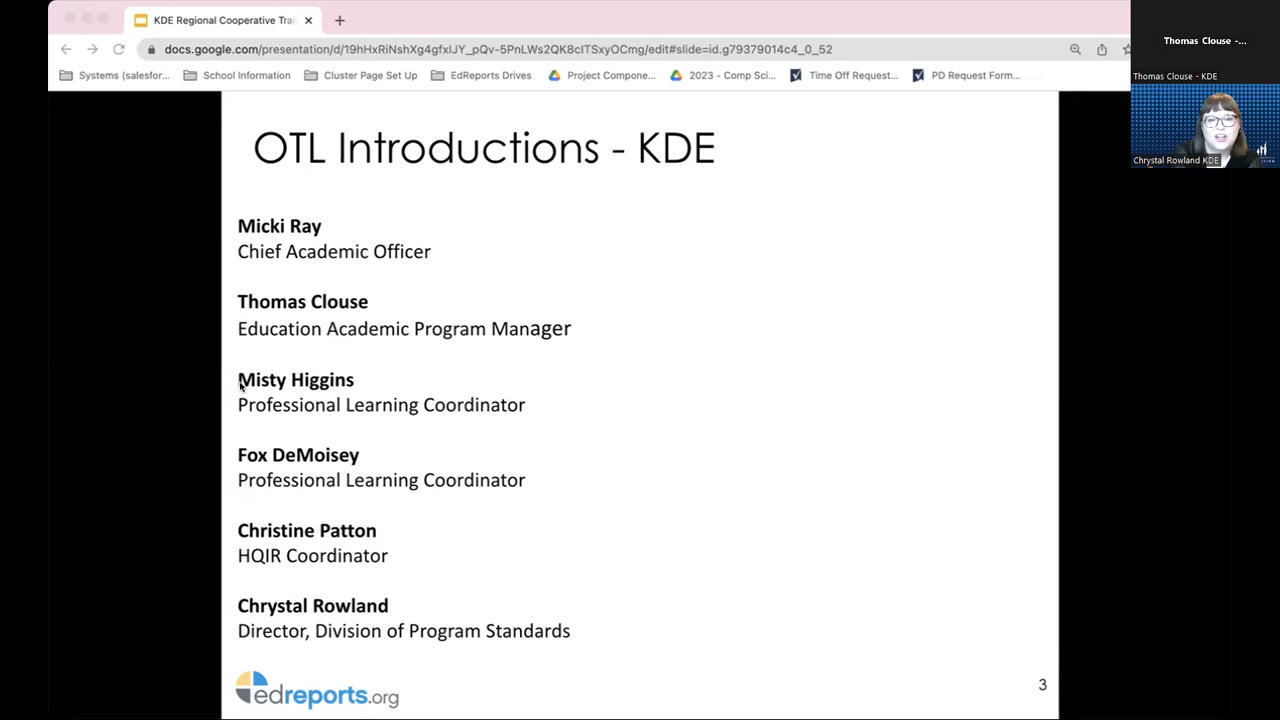 KDE Regional Cooperative Trai
docs.google.com/presentation/d/19hHxRiNshXg4gfxlJY_pQv-5PnLWs2QK8clTSxyOCmg/edit#slide=id.g79379014c4_0_52
Systems (salesfor... School Information Cluster Page Set Up EdReports Drives Project Compone... 2023 - Comp Sci... Time Off Request... PD Request Form...
Thomas Clouse -...
Thomas Clouse - KDE
Chrystal Rowland KDE
OTL Introductions - KDE
Micki Ray
Chief Academic Officer
Thomas Clouse
Education Academic Program Manager
Misty Higgins
Professional Learning Coordinator
Fox DeMoisey
Professional Learning Coordinator
Christine Patton
HQIR Coordinator
Chrystal Rowland
Director, Division of Program Standards
edreports.org
3